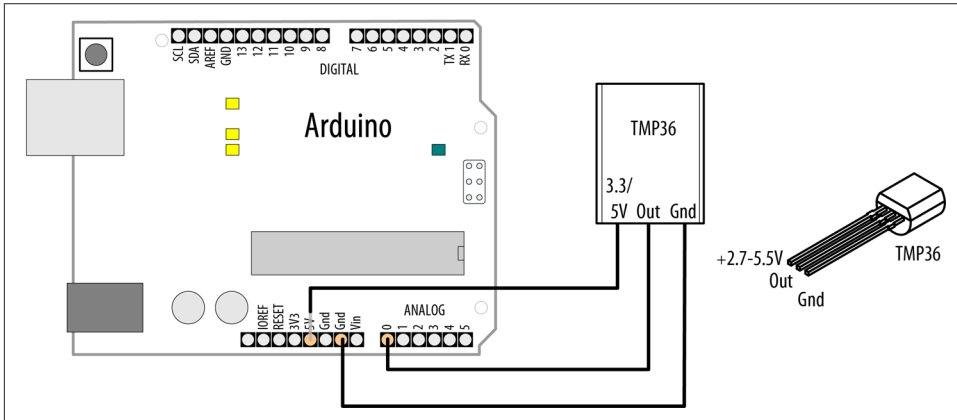 SCL
SDA
AREF
GND
13
12
11
10
9
8
7
6
5
4
3
2
TX 1
RX 0
DIGITAL
Arduino
TMP36
3.3/
5V Out Gnd
+2.7-5.5V
Out
Gnd
TMP36
ANALOG
IOREF
RESET
3V3
5V
Gnd
Gnd
Vin
0
1
2
3
4
5